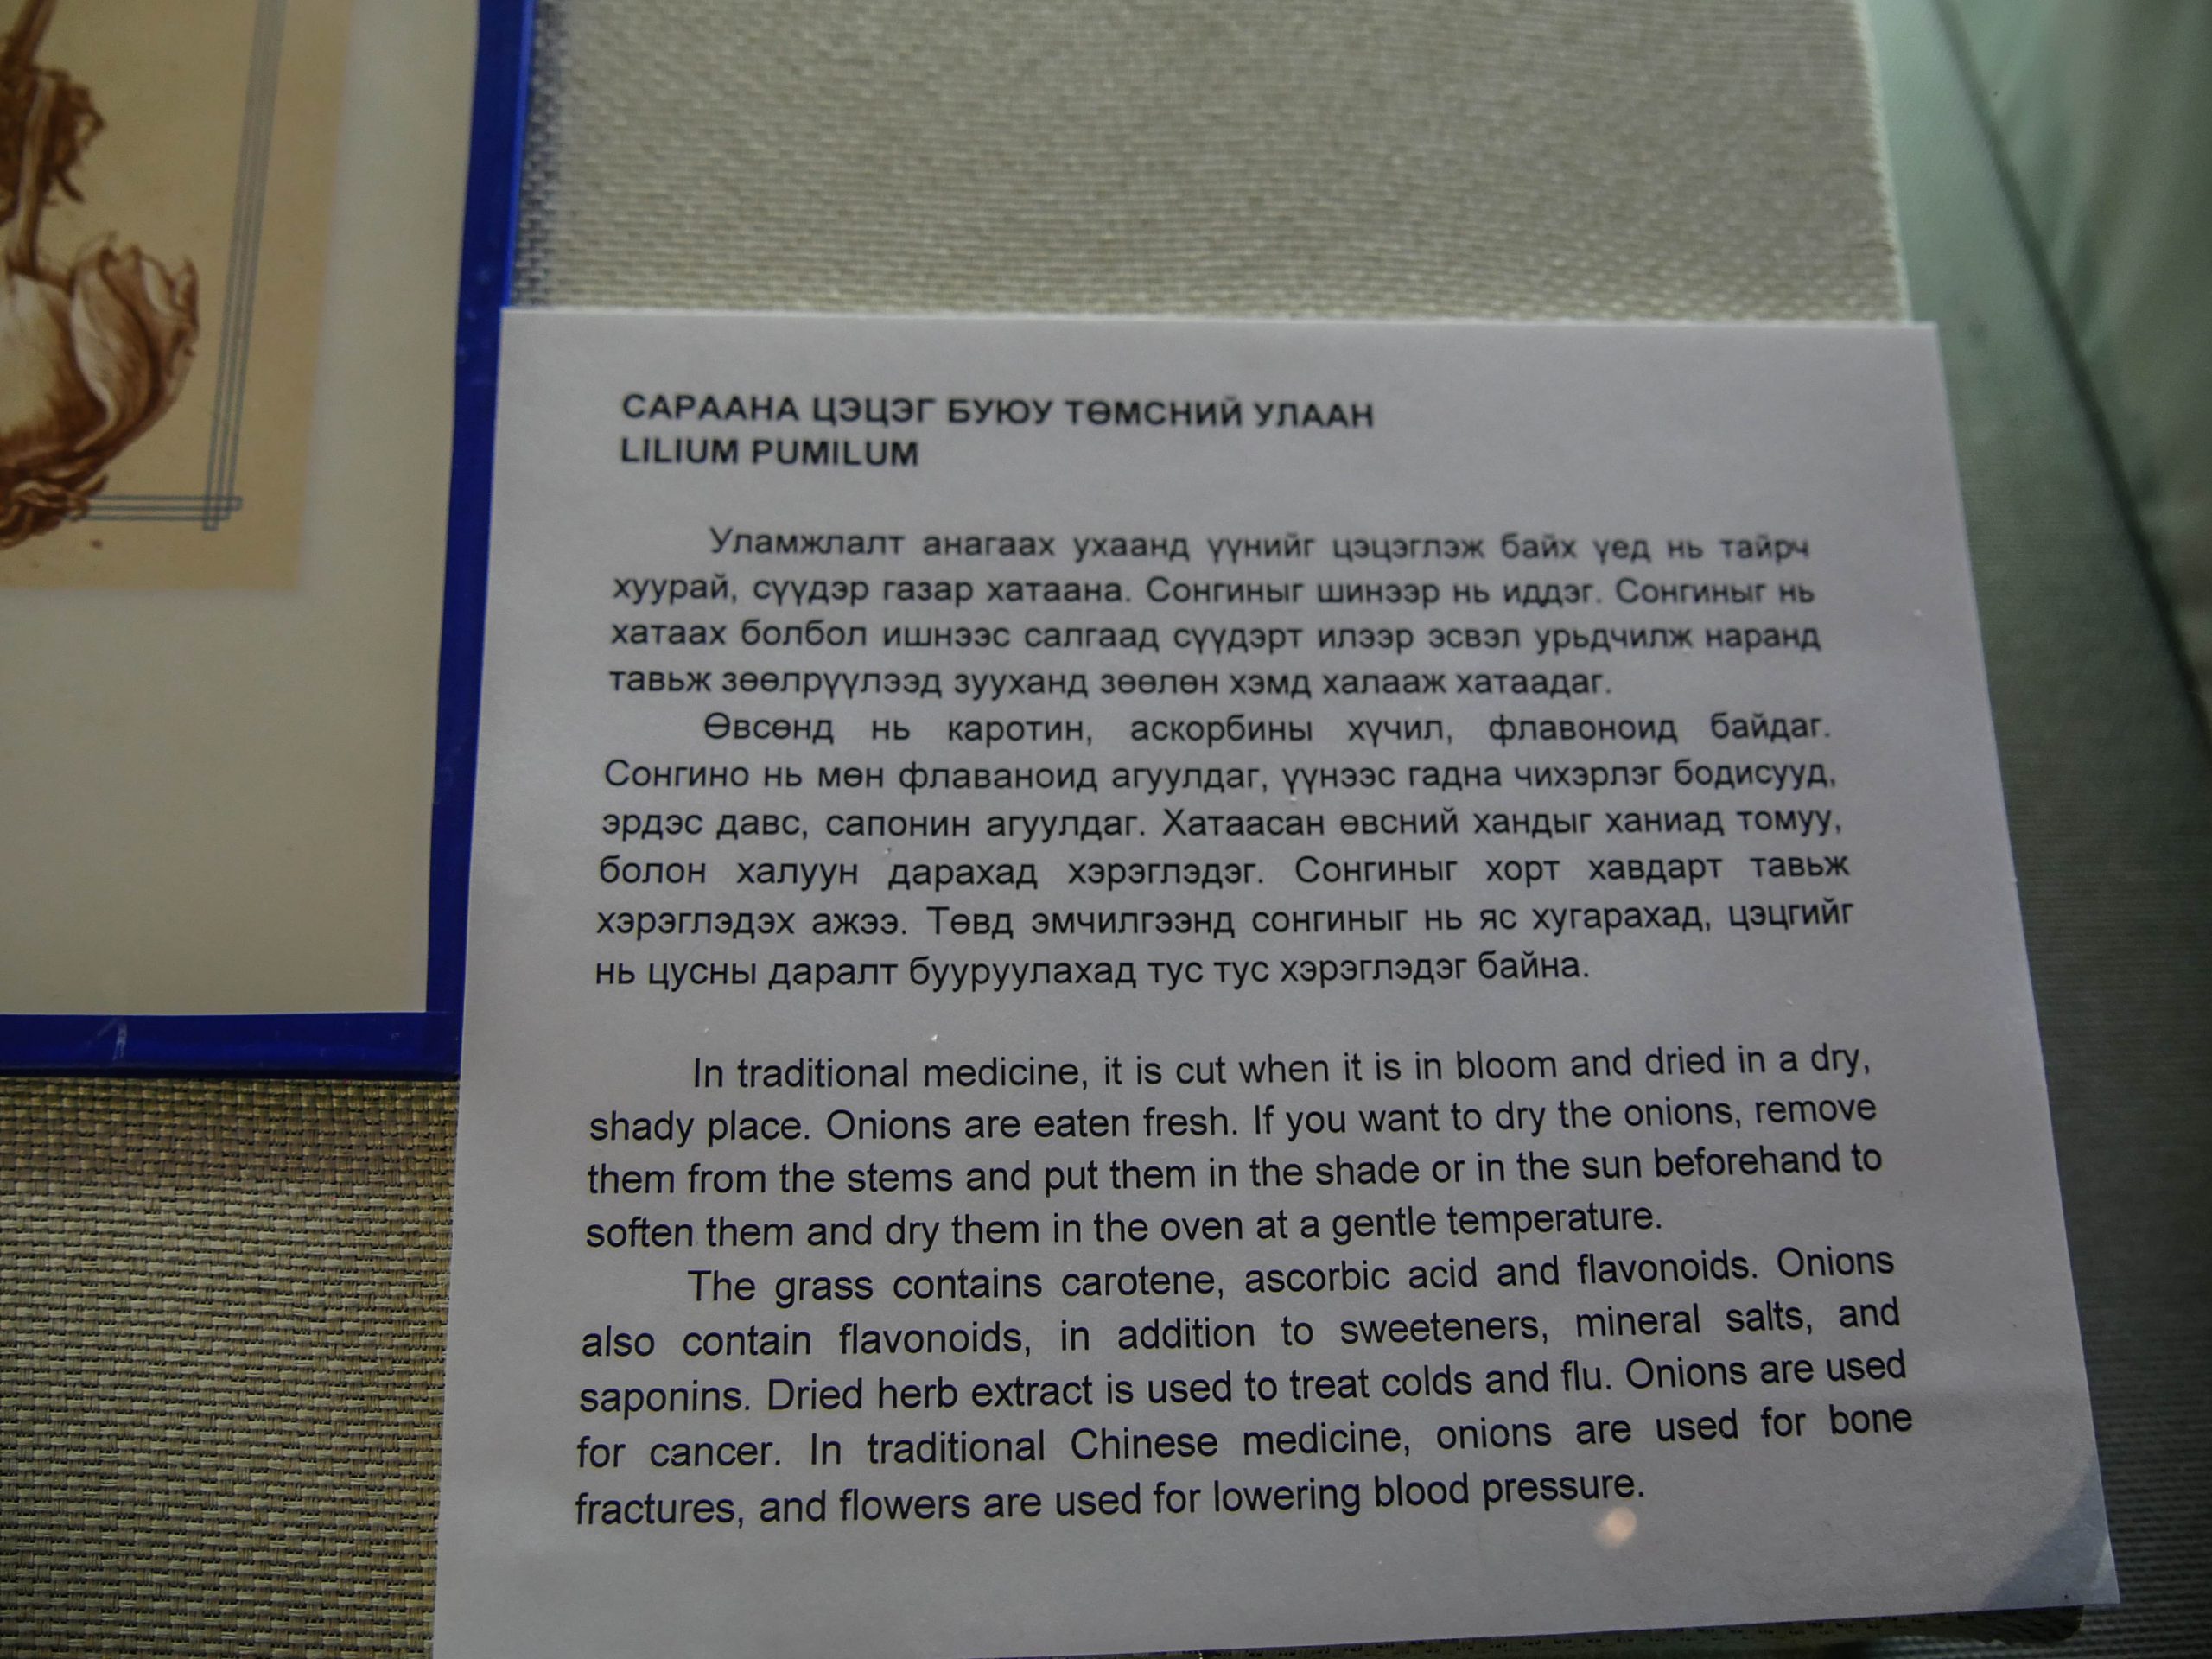 САРААНА ЦЭЦЭГ БУЮУ ТӨМСНИЙ УЛААН
LILIUM PUMILUM
Уламжлалт анагаах ухаанд үүнийг цэцэглэж байх үед нь тайрч
хуурай, сүүдэр газар хатаана. Сонгиныг шинээр нь иддэг. Сонгиныг нь
хатаах болбол ишнээс салгаад сүүдэрт илээр эсвэл урьдчилж наранд
тавьж зөөлрүүлээд зууханд зөөлөн хэмд халааж хатаадаг.
Өвсөнд нь каротин, аскорбины хүчил, флавоноид байдаг.
Сонгино нь мөн флаваноид агуулдаг, үүнээс гадна чихэрлэг бодисууд,
эрдэс давс, сапонин агуулдаг. Хатаасан өвсний хандыг ханиад томуу,
болон халуун дарахад хэрэглэдэг. Сонгиныг хорт хавдарт тавьж
хэрэглэдэх ажээ. Төвд эмчилгээнд сонгиныг нь яс хугарахад, цэцгийг
нь цусны даралт бууруулахад тус тус хэрэглэдэг байна.
In traditional medicine, it is cut when it is in bloom and dried in a dry,
shady place. Onions are eaten fresh. If you want to dry the onions, remove
them from the stems and put them in the shade or in the sun beforehand to
soften them and dry them in the oven at a gentle temperature.
The grass contains carotene, ascorbic acid and flavonoids. Onions
also contain flavonoids, in addition to sweeteners, mineral salts, and
saponins. Dried herb extract is used to treat colds and flu. Onions are used
for cancer. In traditional Chinese medicine, onions are used for bone
fractures, and flowers are used for lowering blood pressure.